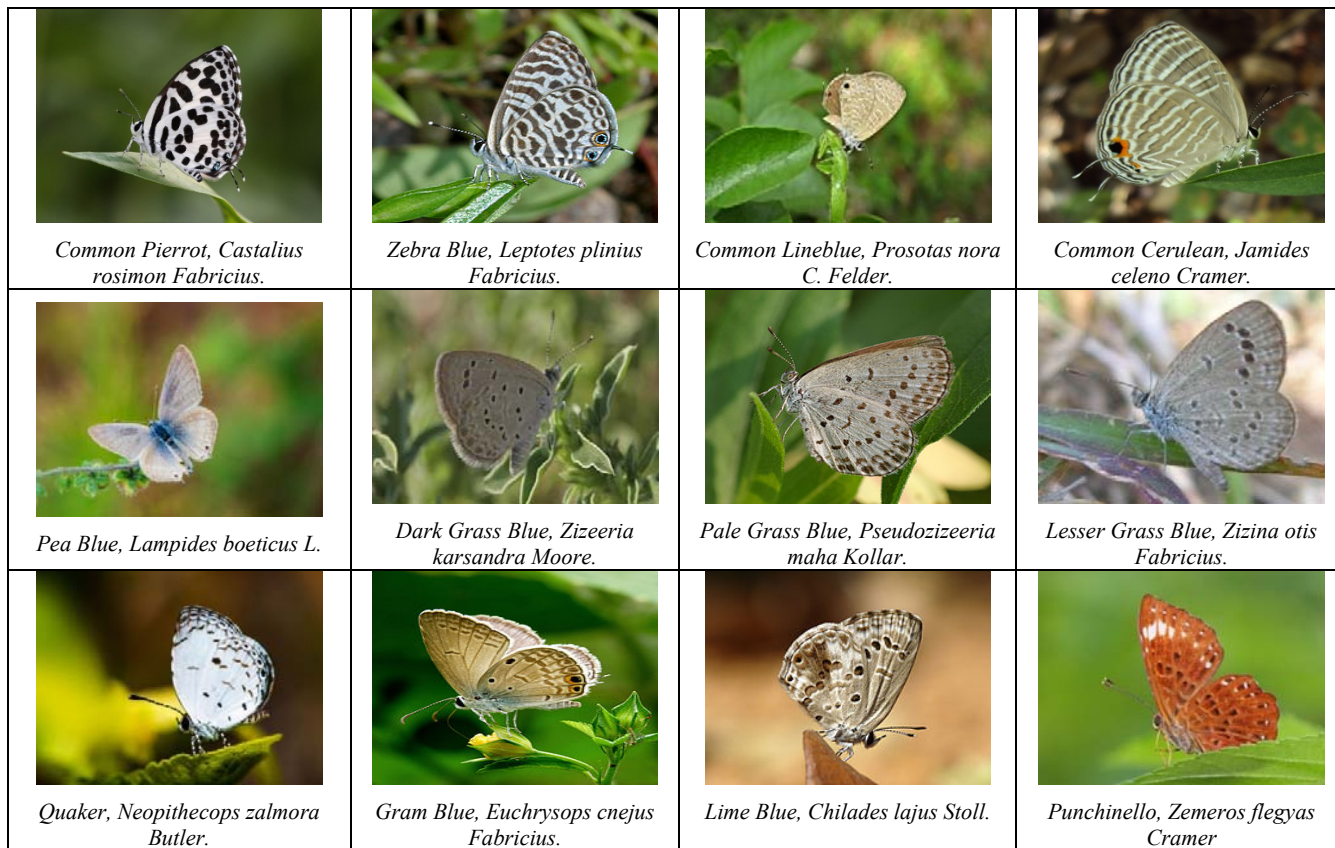 Common Pierrot, Castalius
rosimon Fabricius.
Zebra Blue, Leptotes plinius
Fabricius.
Common Lineblue, Prosotas nora
C. Felder.
Common Cerulean, Jamides
celeno Cramer.
Pea Blue, Lampides boeticus L.
Dark Grass Blue, Zizeeria
karsandra Moore.
Pale Grass Blue, Pseudozizeeria
maha Kollar.
Lesser Grass Blue, Zizina otis
Fabricius.
Quaker, Neopithecops zalmora
Butler.
Gram Blue, Euchrysops cnejus
Fabricius.
Lime Blue, Chilades lajus Stoll.
Punchinello, Zemeros flegyas
Cramer